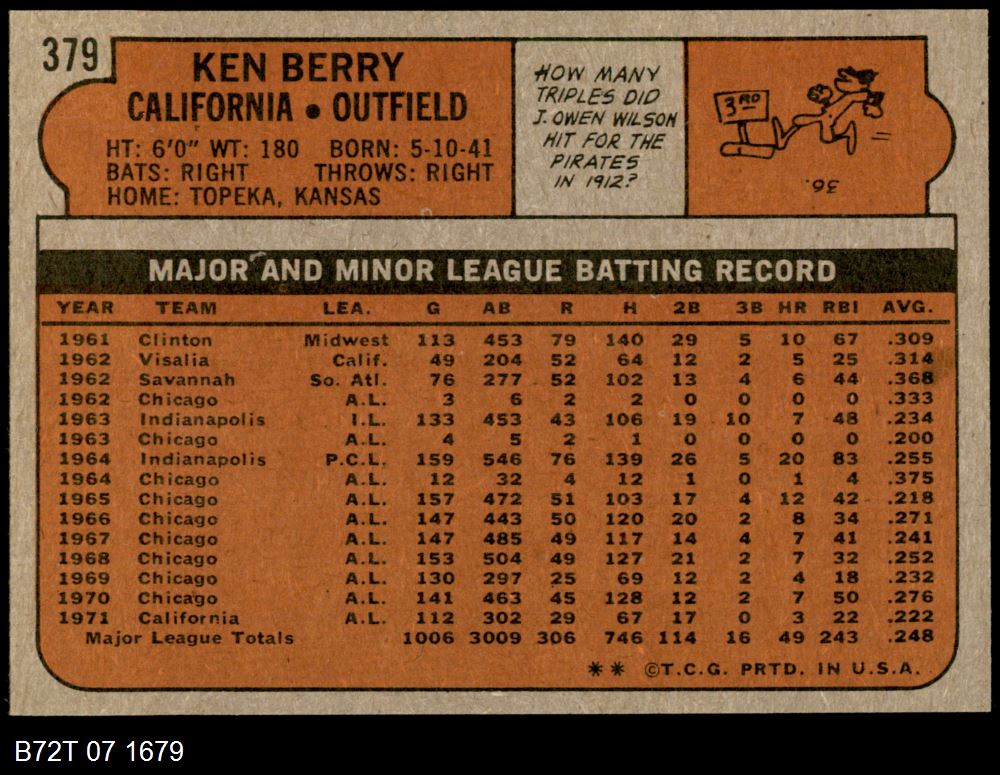 379
KEN BERRY
CALIFORNIA • OUTFIELD
HT: 6'0" WT: 180 BORN: 5-10-41
BATS: RIGHT THROWS: RIGHT
HOME: TOPEKA, KANSAS
HOW MANY
TRIPLES DID
J. OWEN WILSON
HIT FOR THE
PIRATES
IN 1912?
3RD
36.
MAJOR AND MINOR LEAGUE BATTING RECORD
YEAR TEAM LEA. G AB R H 2B 3B HR RBI AVG.
1961 Clinton Midwest 113 453 79 140 29 5 10 67 .309
1962 Visalia Calif. 49 204 52 64 12 2 5 25 .314
1962 Savannah So. Atl. 76 277 52 102 13 4 6 44 .368
1962 Chicago A.L. 3 6 2 2 0 0 0 0 .333
1963 Indianapolis I.L. 133 453 43 106 19 10 7 48 .234
1963 Chicago A.L. 4 5 2 1 0 0 0 0 .200
1964 Indianapolis P.C.L. 159 546 76 139 26 5 20 83 .255
1964 Chicago A.L. 12 32 4 12 1 0 1 4 .375
1965 Chicago A.L. 157 472 51 103 17 4 12 42 .218
1966 Chicago A.L. 147 443 50 120 20 2 8 34 .271
1967 Chicago A.L. 147 485 49 117 14 4 7 41 .241
1968 Chicago A.L. 153 504 49 127 21 2 7 32 .252
1969 Chicago A.L. 130 297 25 69 12 2 4 18 .232
1970 Chicago A.L. 141 463 45 128 12 2 7 50 .276
1971 California A.L. 112 302 29 67 17 0 3 22 .222
Major League Totals 1006 3009 306 746 114 16 49 243 .248
** ©T.C.G. PRTD. IN U.S.A.
B72T 07 1679